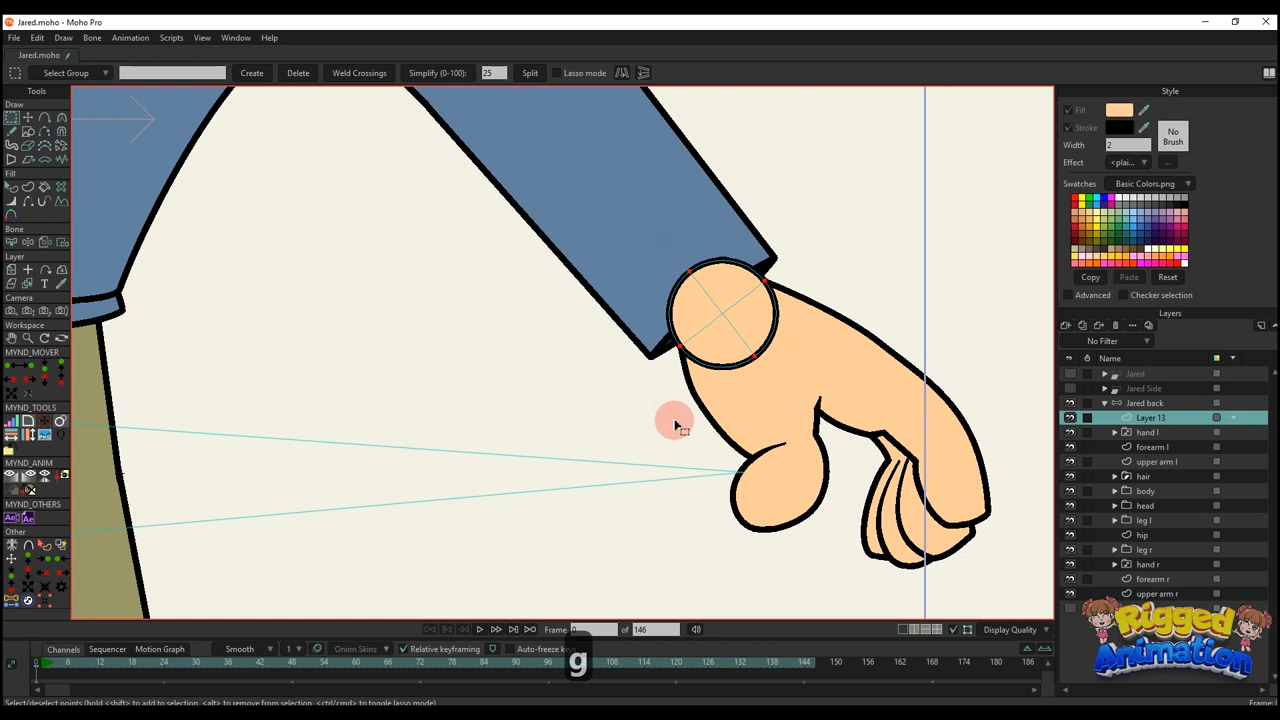 Jared.moho - Moho Pro
File Edit Draw Bone Animation Scripts View Window Help
Jared.moho
Select Group Create Delete Weld Crossings Simplify (0-100): 25 Split Lasso mode
Tools
Draw
Fill
Bone
Layer
Camera
Workspace
MYND_MOVER
MYND_TOOLS
MYND_ANIM
MYND_OTHERS
Other
Style
Fill
Stroke
No Brush
Width 2
Effect <plai... ...
Swatches Basic Colors.png
Copy Paste Reset
Advanced Checker selection
Layers
No Filter
Name
Jared
Jared Side
Jared back
Layer 13
hand l
forearm l
upper arm l
hair
body
head
leg l
hip
leg r
hand r
forearm r
upper arm r
Rigged
Animation
Frame of 146 Display Quality
Channels Sequencer Motion Graph Smooth 1 Onion Skins Relative keyframing Auto-freeze
g
0 6 12 18 24 30 36 42 48 54 60 66 72 78 84 90 96 102 108 114 120 126 132 138 144 150 156 162 168 174 180 186
Select/deselect points (hold <shift> to add to selection, <alt> to remove from selection, <ctrl/cmd> to toggle lasso mode) Frame: